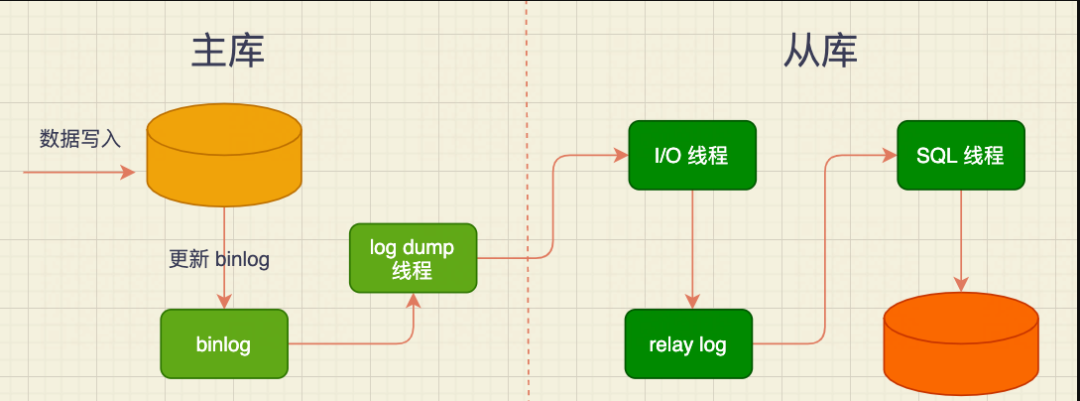 主库
从库
数据写入
更新 binlog
binlog
log dump
线程
I/O 线程
relay log
SQL 线程